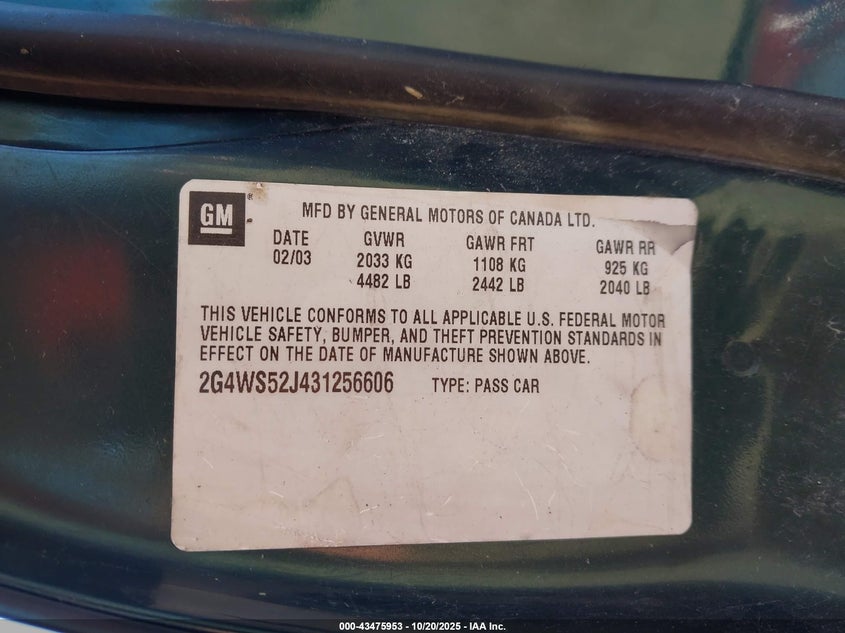 GM ®
MFD BY GENERAL MOTORS OF CANADA LTD.
DATE GVWR GAWR FRT GAWR RR
02/03 2033 KG 1108 KG 925 KG
4482 LB 2442 LB 2040 LB
THIS VEHICLE CONFORMS TO ALL APPLICABLE U.S. FEDERAL MOTOR
VEHICLE SAFETY, BUMPER, AND THEFT PREVENTION STANDARDS IN
EFFECT ON THE DATE OF MANUFACTURE SHOWN ABOVE.
2G4WS52J431256606 TYPE: PASS CAR
000-43475953 - 10/20/2025 - IAA Inc.